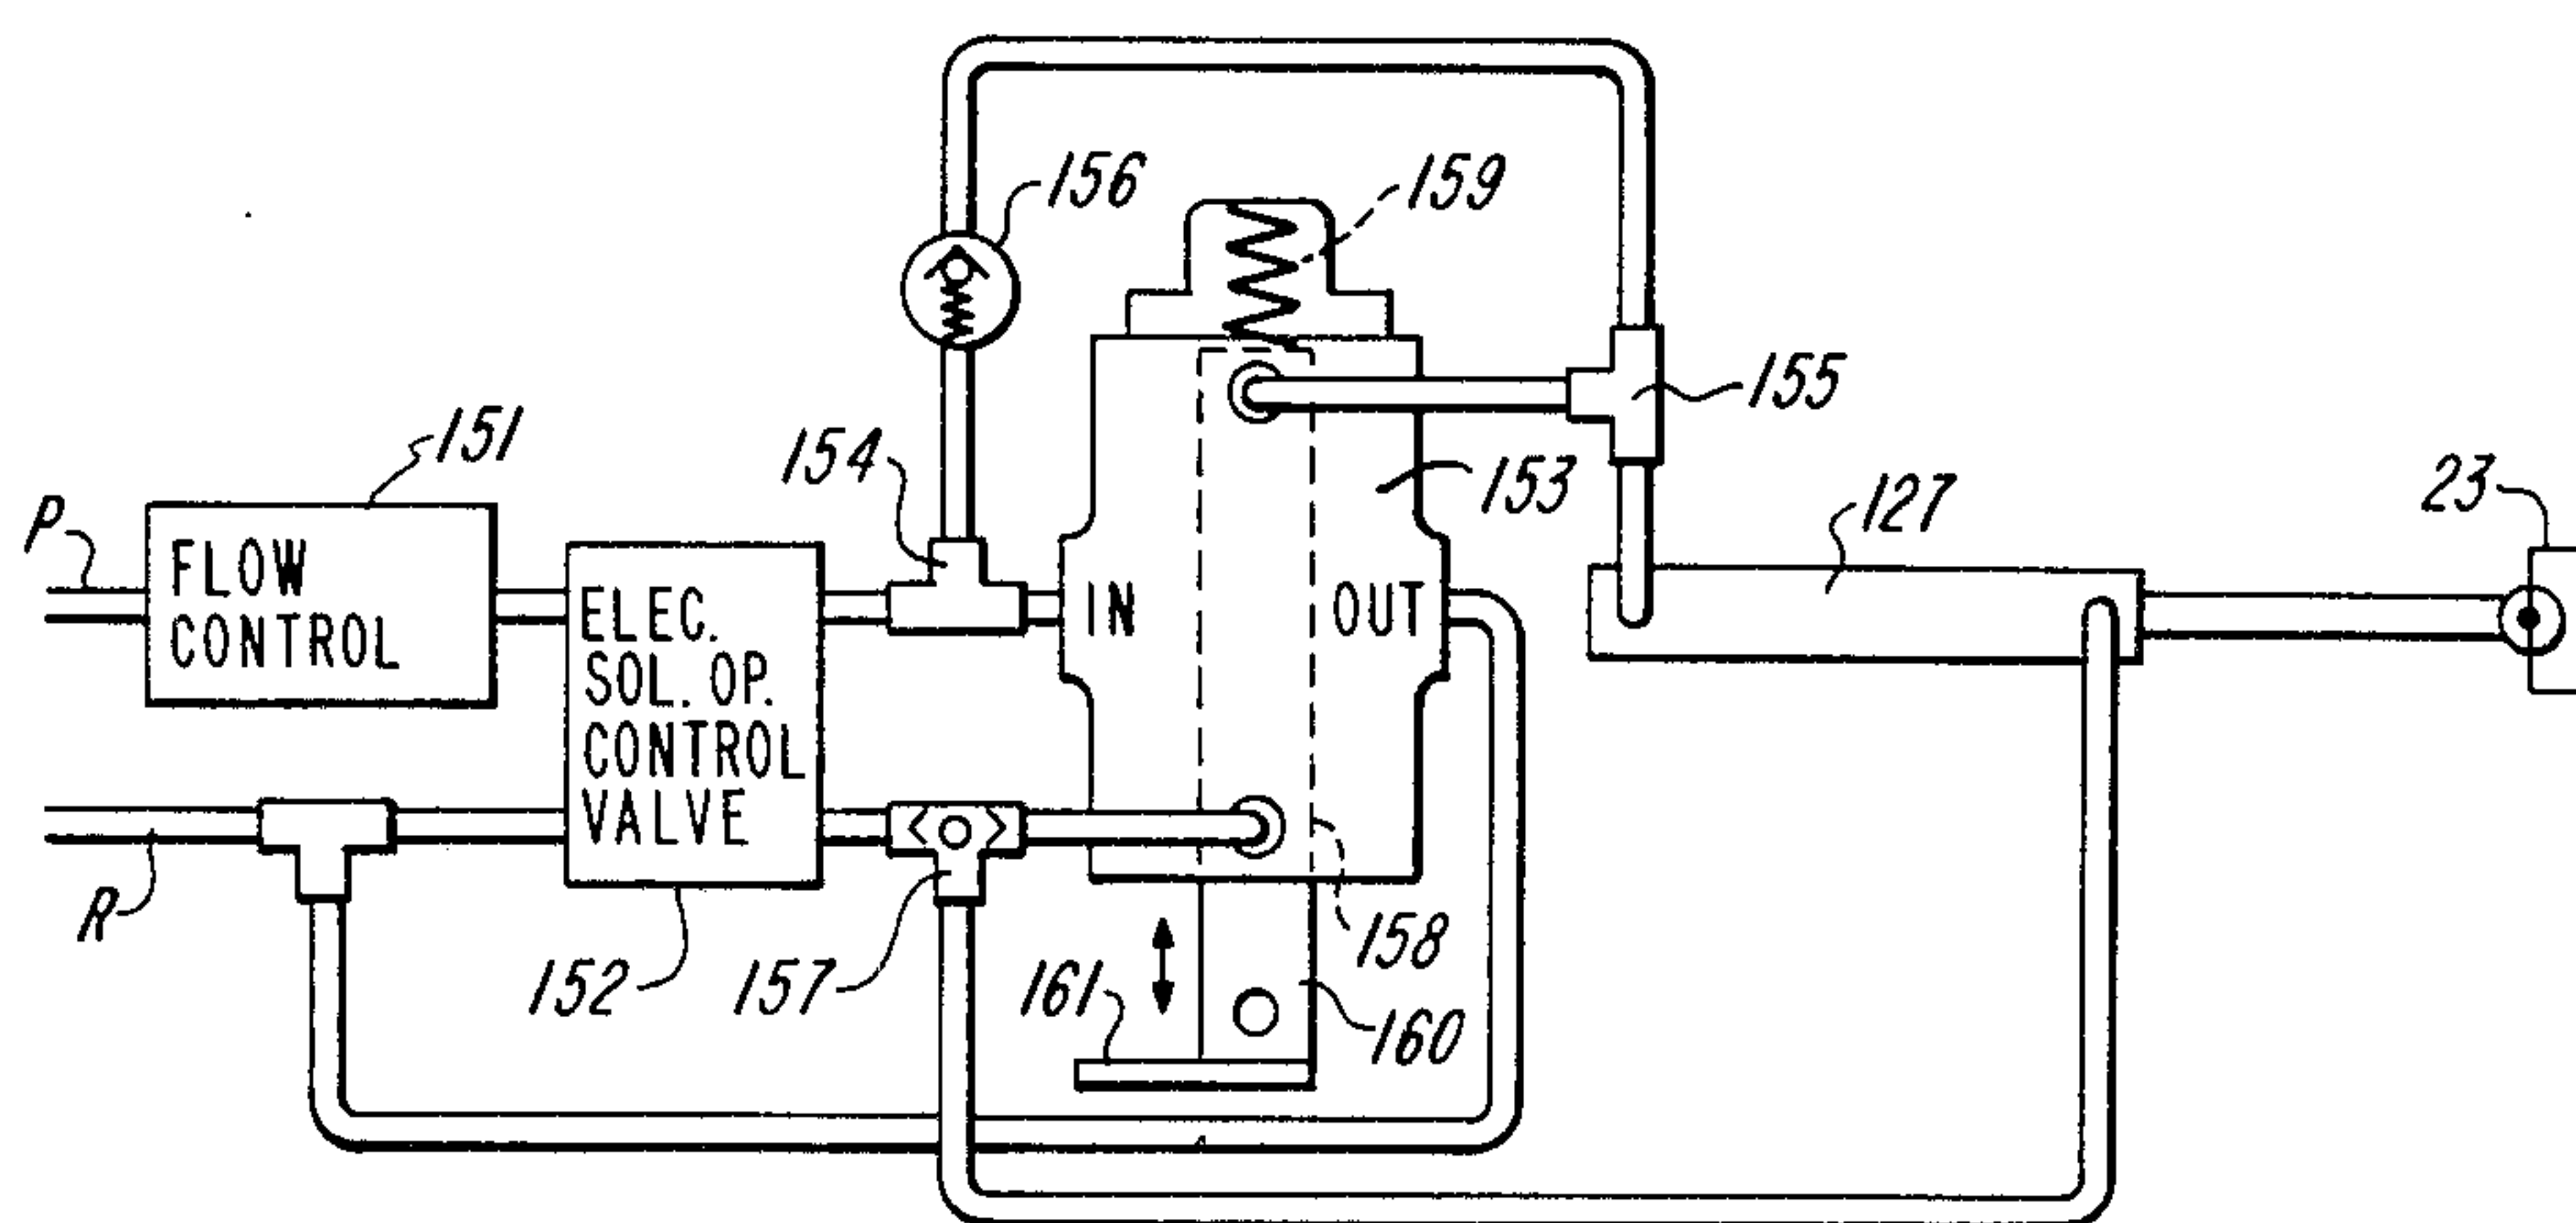 156
159
155
151
154
153
23
P
127
FLOW
CONTROL
IN
OUT
ELEC.
SOL. OP.
CONTROL
VALVE
R
152
157
158
161
160